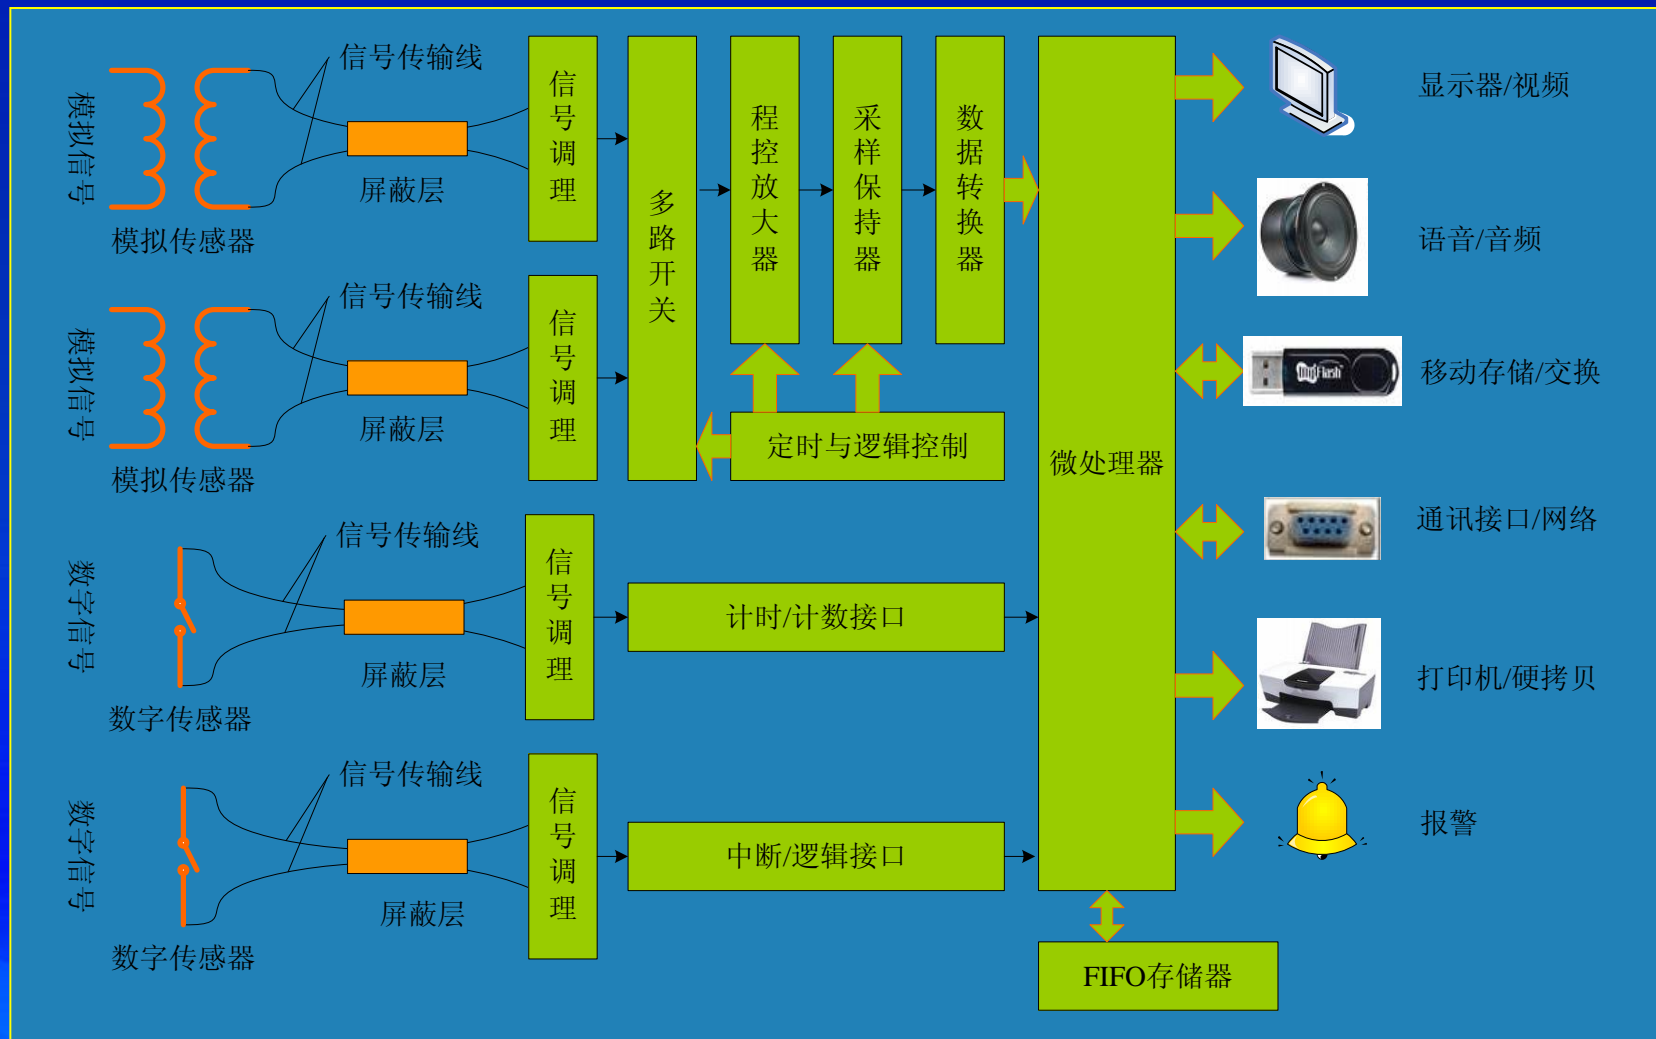 信号传输线
模拟信号
屏蔽层
模拟传感器
信号调理
信号传输线
模拟信号
屏蔽层
模拟传感器
信号调理
多路开关
程控放大器
采样保持器
数据转换器
定时与逻辑控制
信号传输线
数字信号
屏蔽层
数字传感器
信号调理
计时/计数接口
信号传输线
数字信号
屏蔽层
数字传感器
信号调理
中断/逻辑接口
微处理器
FIFO存储器
显示器/视频
语音/音频
移动存储/交换
通讯接口/网络
打印机/硬拷贝
报警